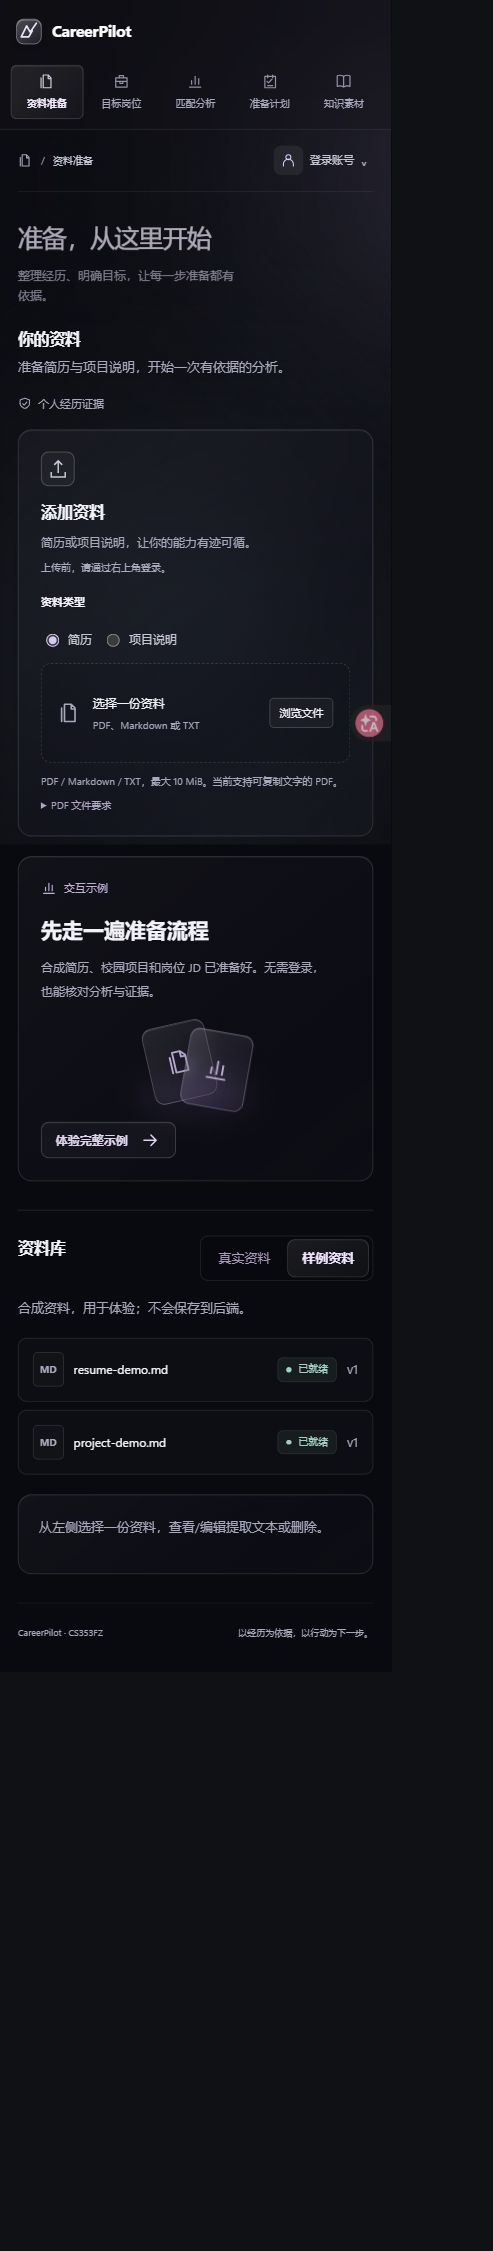 CareerPilot
资料准备
目标岗位
匹配分析
准备计划
知识素材
/ 资料准备
登录账号
准备，从这里开始
整理经历、明确目标，让每一步准备都有
依据。
你的资料
准备简历与项目说明，开始一次有依据的分析。
个人经历证据
添加资料
简历或项目说明，让你的能力有迹可循。
上传前，请通过右上角登录。
资料类型
简历
项目说明
选择一份资料
PDF、Markdown 或 TXT
浏览文件
PDF / Markdown / TXT，最大 10 MiB。当前支持可复制文字的 PDF。
PDF 文件要求
交互示例
先走一遍准备流程
合成简历、校园项目和岗位 JD 已准备好。无需登录，
也能核对分析与证据。
体验完整示例
资料库
真实资料
样例资料
合成资料，用于体验；不会保存到后端。
MD
resume-demo.md
已就绪
v1
MD
project-demo.md
已就绪
v1
从左侧选择一份资料，查看/编辑提取文本或删除。
CareerPilot · CS353FZ
以经历为依据，以行动为下一步。